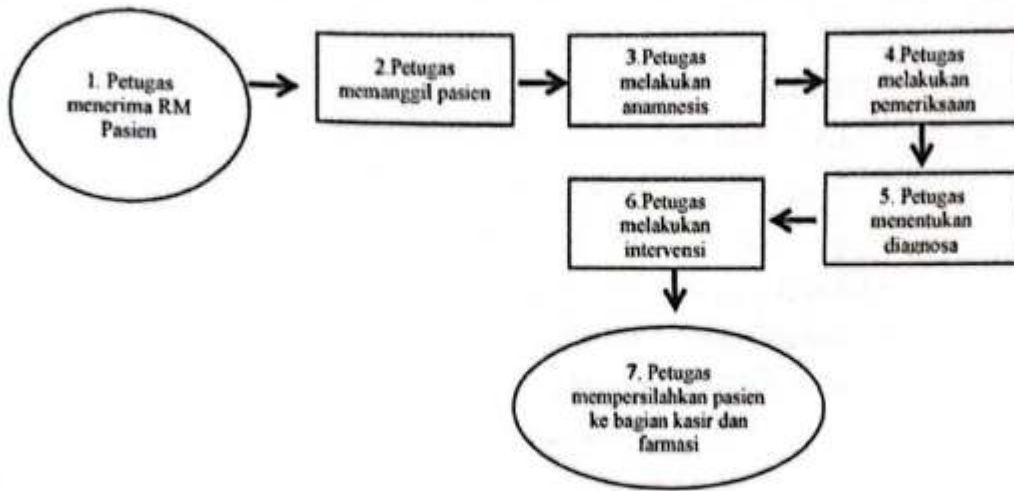 1. Petugas
menerima RM
Pasien
2.Petugas
memanggil pasien
3.Petugas
melakukan
anamnesis
4.Petugas
melakukan
pemeriksaan
5. Petugas
menentukan
diagnosa
6.Petugas
melakukan
intervensi
7. Petugas
mempersilahkan pasien
ke bagian kasir dan
farmasi